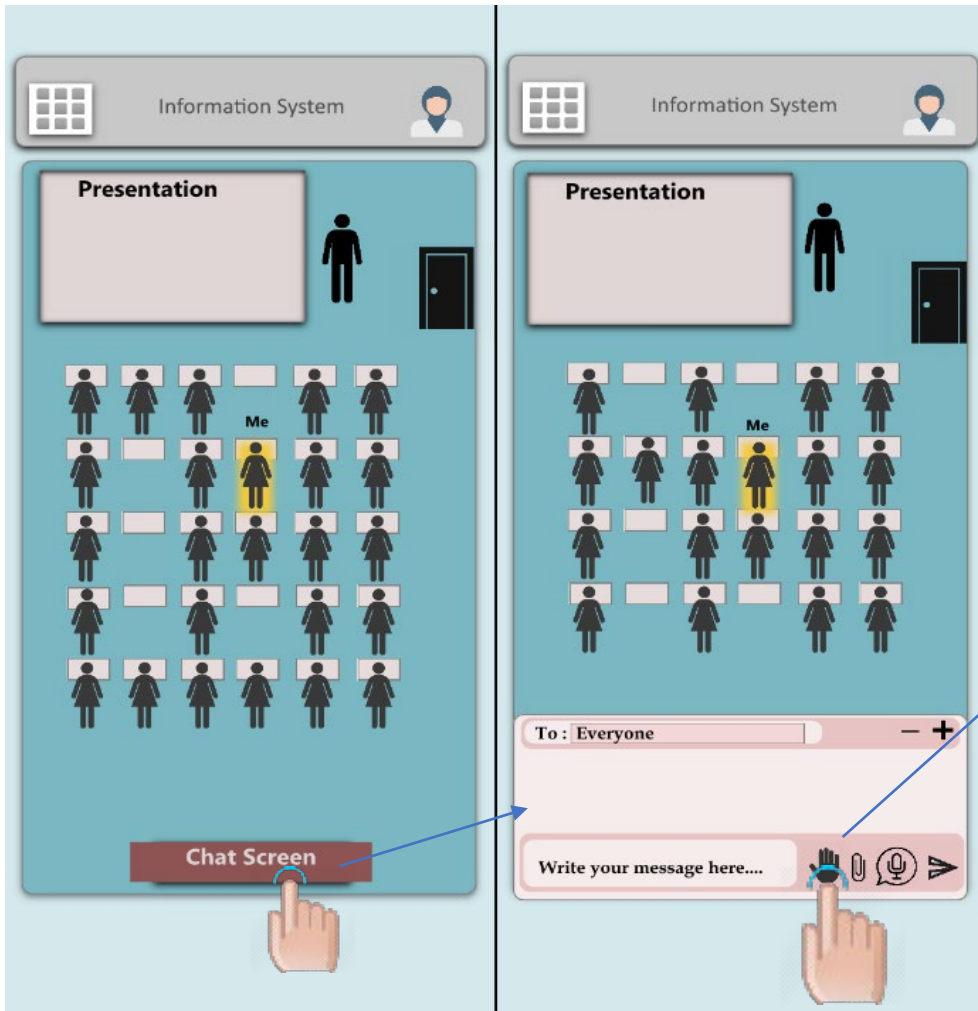 Information System
Presentation
Me
Chat Screen
Information System
Presentation
Me
To : Everyone
Write your message here....